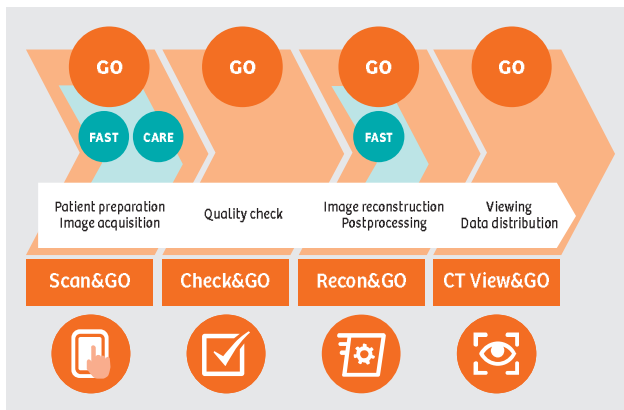 GO
GO
GO
GO
FAST
CARE
FAST
Patient preparation
Image acquisition
Quality check
Image reconstruction
Postprocessing
Viewing
Data distribution
Scan&GO
Check&GO
Recon&GO
CT View&GO